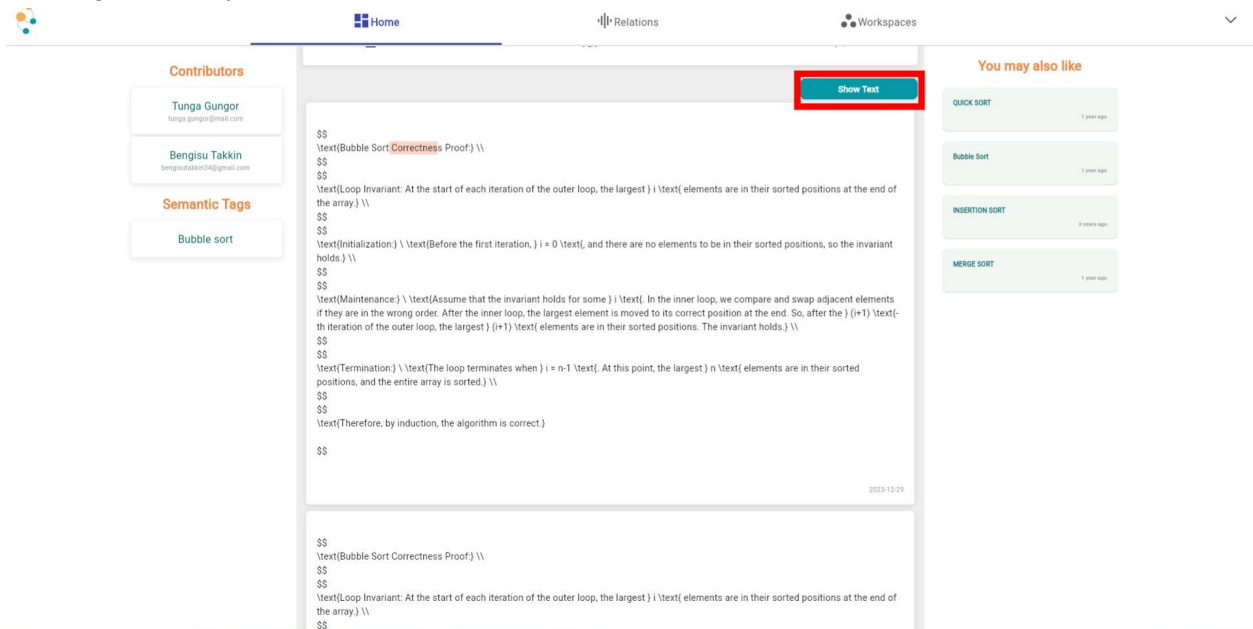 Home
Relations
Workspaces
Contributors
Tunga Gungor
tunga.gungor@mail.com
Bengisu Takkin
bengisutakkin34@gmail.com
Semantic Tags
Bubble sort
Show Text
$$
\text{Bubble Sort Correctness Proof:} \\
$$
$$
\text{Loop Invariant: At the start of each iteration of the outer loop, the largest } i \text{ elements are in their sorted positions at the end of
the array.} \\
$$
$$
\text{Initialization:} \ \text{Before the first iteration, } i = 0 \text{, and there are no elements to be in their sorted positions, so the invariant
holds.} \\
$$
$$
\text{Maintenance:} \ \text{Assume that the invariant holds for some } i \text{. In the inner loop, we compare and swap adjacent elements
if they are in the wrong order. After the inner loop, the largest element is moved to its correct position at the end. So, after the } (i+1) \text{-
th iteration of the outer loop, the largest } (i+1) \text{ elements are in their sorted positions. The invariant holds.} \\
$$
$$
\text{Termination:} \ \text{The loop terminates when } i = n-1 \text{. At this point, the largest } n \text{ elements are in their sorted
positions, and the entire array is sorted.} \\
$$
$$
\text{Therefore, by induction, the algorithm is correct.}
$$
2023-12-29
$$
\text{Bubble Sort Correctness Proof:} \\
$$
$$
\text{Loop Invariant: At the start of each iteration of the outer loop, the largest } i \text{ elements are in their sorted positions at the end of
the array.} \\
$$
You may also like
QUICK SORT
1 year ago
Bubble Sort
1 year ago
INSERTION SORT
years ago
MERGE SORT
1 year ago